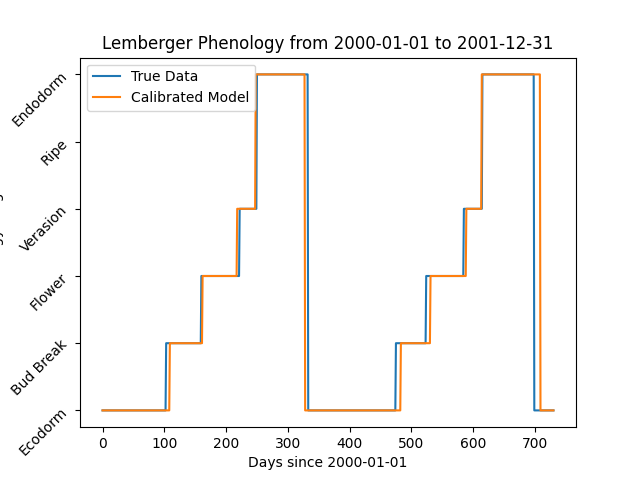 Lemberger Phenology from 2000-01-01 to 2001-12-31
True Data
Calibrated Model
Endodorm
Ripe
Verasion
Flower
Bud Break
Ecodorm
0 100 200 300 400 500 600 700
Days since 2000-01-01